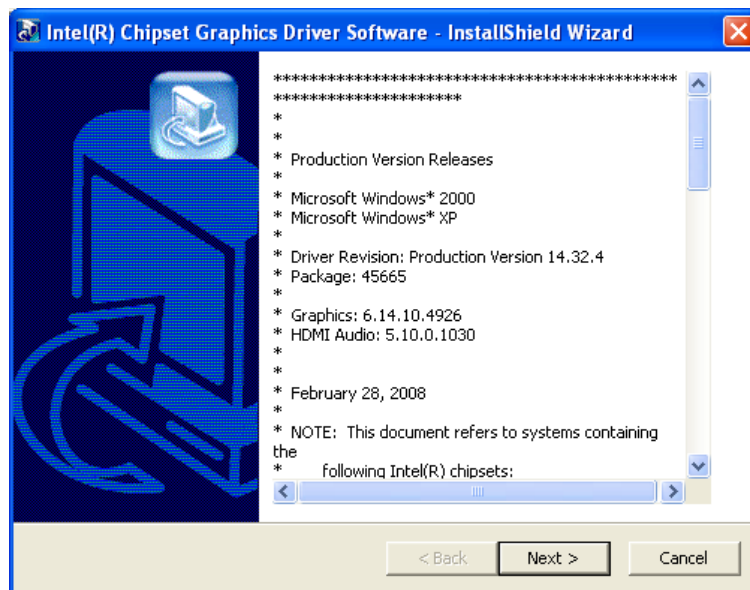 Intel(R) Chipset Graphics Driver Software - InstallShield Wizard
*********************************************
*********************
*
*
* Production Version Releases
*
* Microsoft Windows* 2000
* Microsoft Windows* XP
*
* Driver Revision: Production Version 14.32.4
* Package: 45665
*
* Graphics: 6.14.10.4926
* HDMI Audio: 5.10.0.1030
*
*
* February 28, 2008
*
* NOTE: This document refers to systems containing
the
* following Intel(R) chipsets:
< Back
Next >
Cancel